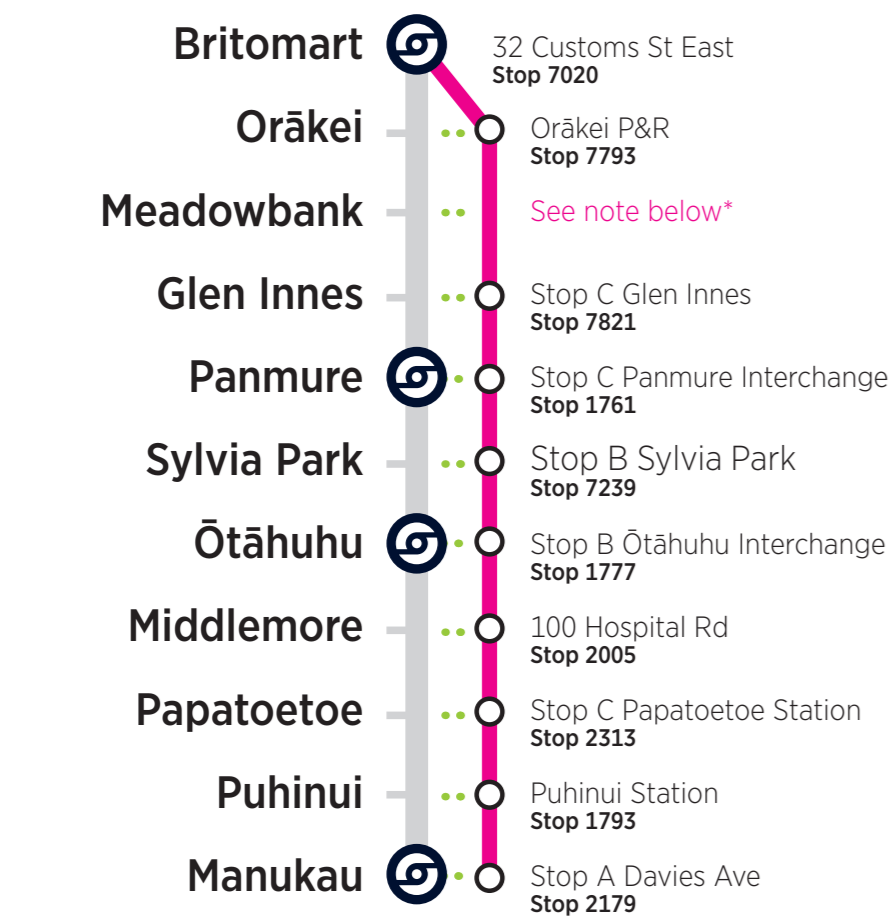 Britomart
32 Customs St East
Stop 7020
Orākei
Orākei P&R
Stop 7793
Meadowbank
See note below*
Glen Innes
Stop C Glen Innes
Stop 7821
Panmure
Stop C Panmure Interchange
Stop 1761
Sylvia Park
Stop B Sylvia Park
Stop 7239
Ōtāhuhu
Stop B Ōtāhuhu Interchange
Stop 1777
Middlemore
100 Hospital Rd
Stop 2005
Papatoetoe
Stop C Papatoetoe Station
Stop 2313
Puhinui
Puhinui Station
Stop 1793
Manukau
Stop A Davies Ave
Stop 2179